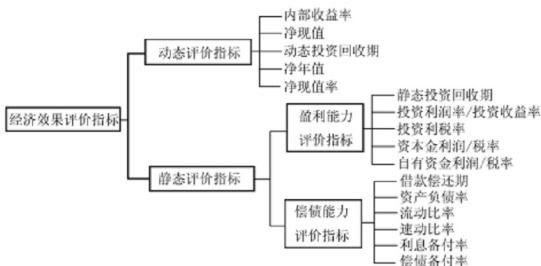 经济效果评价指标
动态评价指标
内部收益率
净现值
动态投资回收期
净年值
净现值率
静态评价指标
盈利能力
评价指标
静态投资回收期
投资利润率/投资收益率
投资利税率
资本金利润/税率
自有资金利润/税率
偿债能力
评价指标
借款偿还期
资产负债率
流动比率
速动比率
利息备付率
偿债备付率